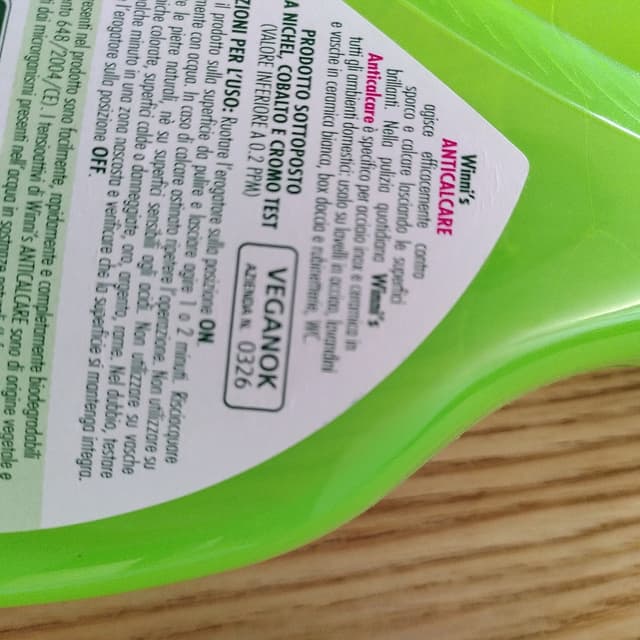 Winni's
ANTICALCARE
agisce efficacemente contro
sporco e calcare lasciando le superfici
brillanti. Nella pulizia quotidiana Winni's
Anticalcare è specifico per acciaio inox e ceramica in
tutti gli ambienti domestici: usalo su lavelli in acciaio, lavandini
e vasche in ceramica bianca, box doccia e rubinetterie, WC.
PRODOTTO SOTTOPOSTO
A NICHEL, COBALTO E CROMO TEST
(VALORE INFERIORE A 0.2 PPM)
VEGANOK
AZIENDA N. 0326
ZIONI PER L'USO: Ruotare l'erogatore sulla posizione ON.
il prodotto sulla superficie da pulire e lasciare agire 1 o 2 minuti. Risciacquare
mente con acqua. In caso di calcare ostinato ripetere l'operazione. Non utilizzare su
e pietre naturali, né su superfici sensibili agli acidi. Non utilizzare su vasche
iche colorate, superfici calde o danneggiate, oro, argento, rame. Nel dubbio, testare
alche minuto in una zona nascosta e verificare che la superficie si mantenga integra.
l'erogatore sulla posizione OFF.
resenti nel prodotto sono facilmente, rapidamente e completamente biodegradabili
ento 648/2004/CE). I tensioattivi di Winni's ANTICALCARE sono di origine vegetale e
ti dai microrganismi presenti nell'acqua in sostanze